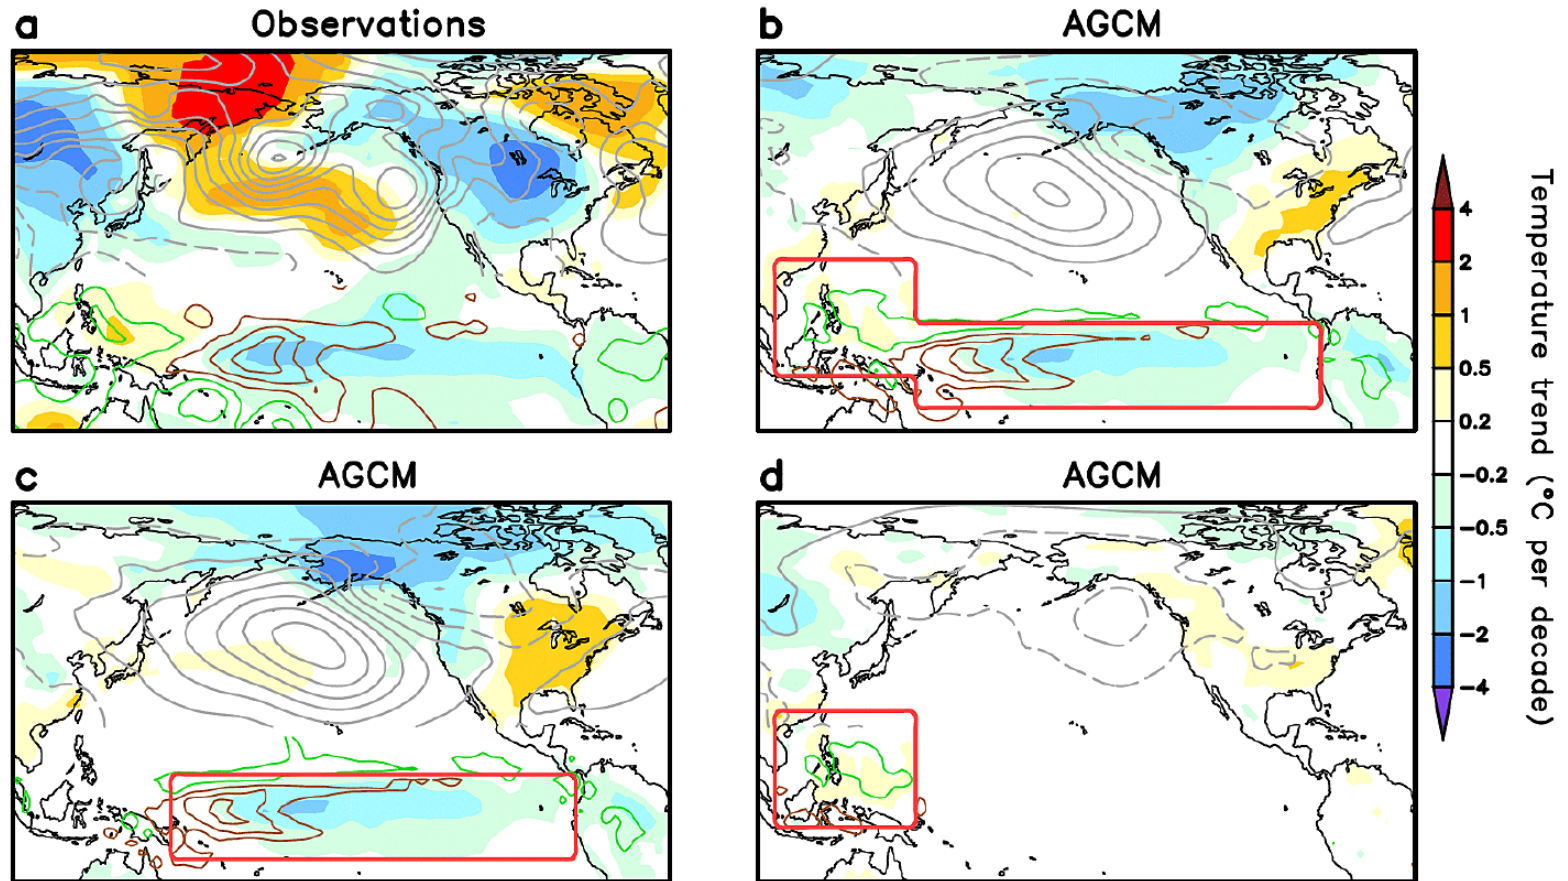 a Observations
b AGCM
c AGCM
d AGCM
4
2
1
0.5
0.2
−0.2
−0.5
−1
−2
−4
Temperature trend (°C per decade)